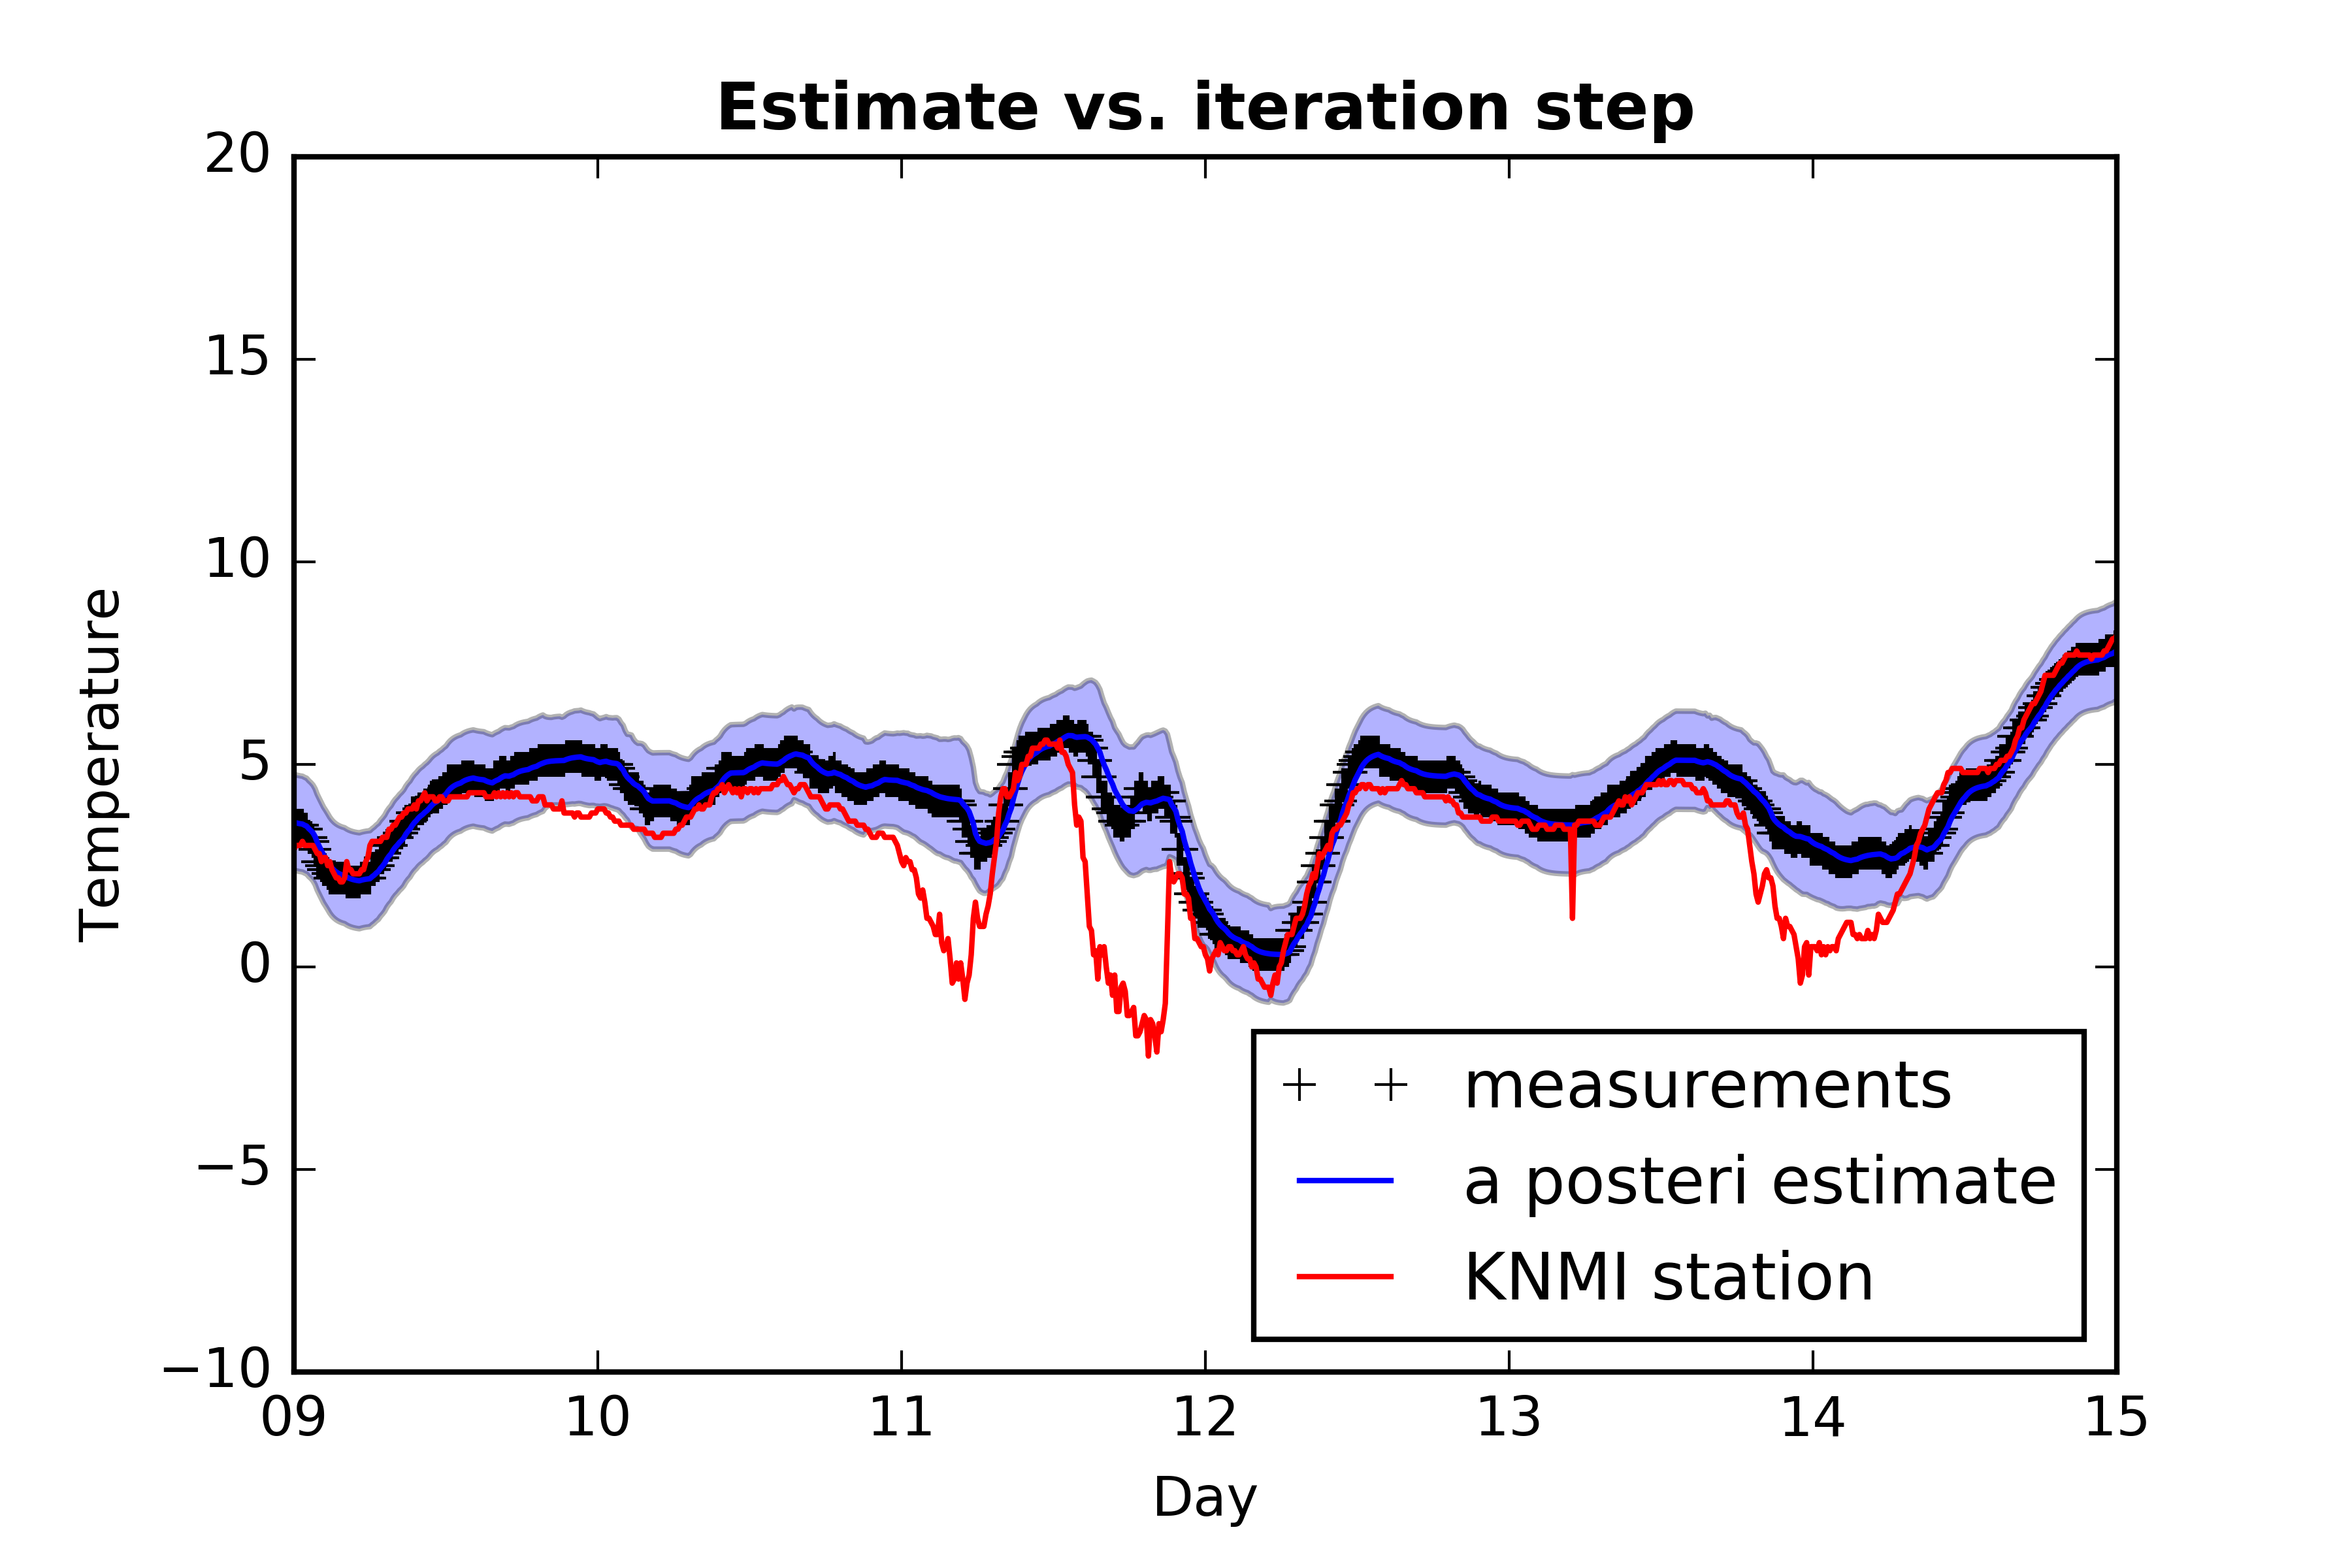 Estimate vs. iteration step
20
15
10
5
0
−5
−10
Temperature
measurements
a posteri estimate
KNMI station
09 10 11 12 13 14 15
Day